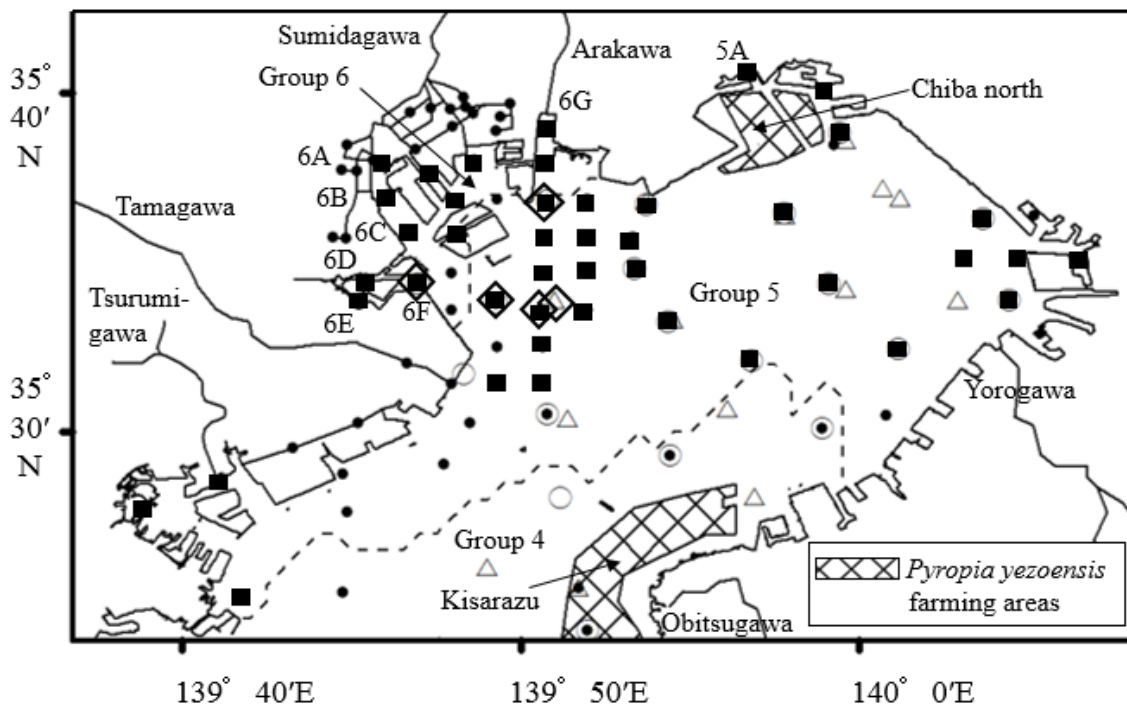 Sumidagawa
Arakawa
5A
35°
40′
N
Group 6
6G
Chiba north
6A
6B
Tamagawa
6C
6D
Tsurumi-
gawa
6E
6F
Group 5
35°
30′
N
Yorogawa
Group 4
Kisarazu
Obitsugawa
Pyropia yezoensis
farming areas
139° 40′E
139° 50′E
140° 0′E